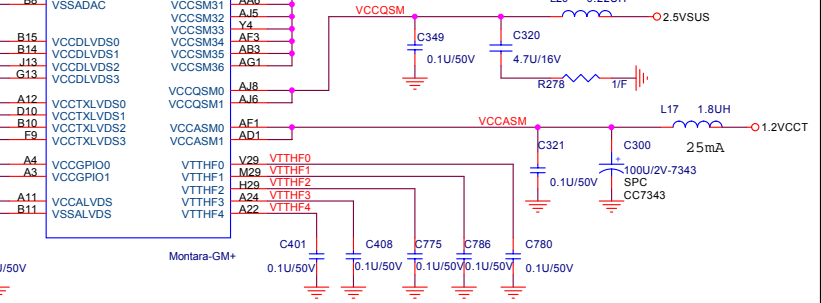 B8 VSSADAC VCCSM31 AA6
VCCSM32 AJ5
VCCSM33 Y4
B15 VCCDLVDS0 VCCSM34 AF3
B14 VCCDLVDS1 VCCSM35 AB3
J13 VCCDLVDS2 VCCSM36 AG1
G13 VCCDLVDS3
VCCQSM0 AJ8
A12 VCCTXLVDS0 VCCQSM1 AJ6
D10 VCCTXLVDS1
B10 VCCTXLVDS2 VCCASM0 AF1
F9 VCCTXLVDS3 VCCASM1 AD1
A4 VCCGPIO0 VTTHF0 V29 VTTHF0
A3 VCCGPIO1 VTTHF1 M29 VTTHF1
VTTHF2 H29 VTTHF2
A11 VCCALVDS VTTHF3 A24 VTTHF3
B11 VSSALVDS VTTHF4 A22 VTTHF4
Montara-GM+
VCCQSM
2.5VSUS
C349
0.1U/50V
C320
4.7U/16V
R278 1/F
VCCASM
L17 1.8UH
1.2VCCT
25mA
C321
0.1U/50V
C300
+
100U/2V-7343
SPC
CC7343
C401 C408 C775 C786 C780
0.1U/50V 0.1U/50V 0.1U/50V 0.1U/50V 0.1U/50V